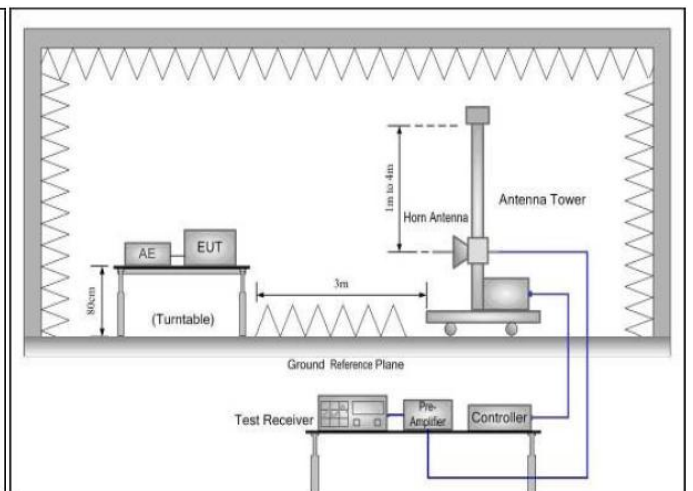 1m to 4m
Horn Antenna
Antenna Tower
AE
EUT
80cm
(Turntable)
3m
Ground Reference Plane
Test Receiver
Pre-
Amplifier
Controller